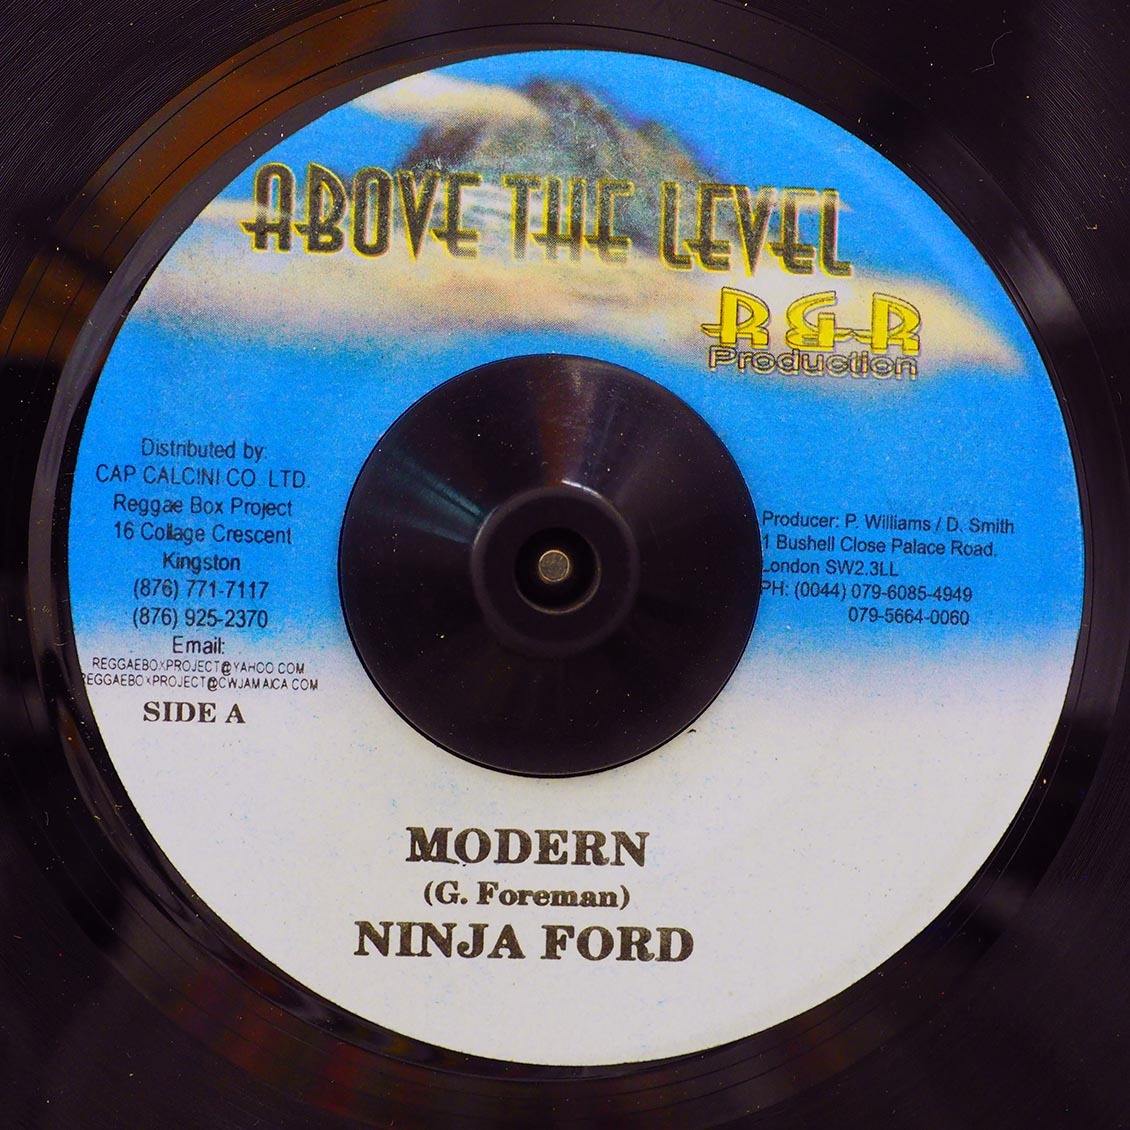 ABOVE THE LEVEL
R & R
Production
Distributed by:
CAP CALCINI CO. LTD.
Reggae Box Project
16 Collage Crescent
Kingston
(876) 771-7117
(876) 925-2370
Email:
REGGAEBOXPROJECT@YAHOO.COM
REGGAEBOXPROJECT@CWJAMAICA.COM
SIDE A
Producer: P. Williams / D. Smith
1 Bushell Close Palace Road.
London SW2.3LL
PH: (0044) 079-6085-4949
079-5664-0060
MODERN
(G. Foreman)
NINJA FORD